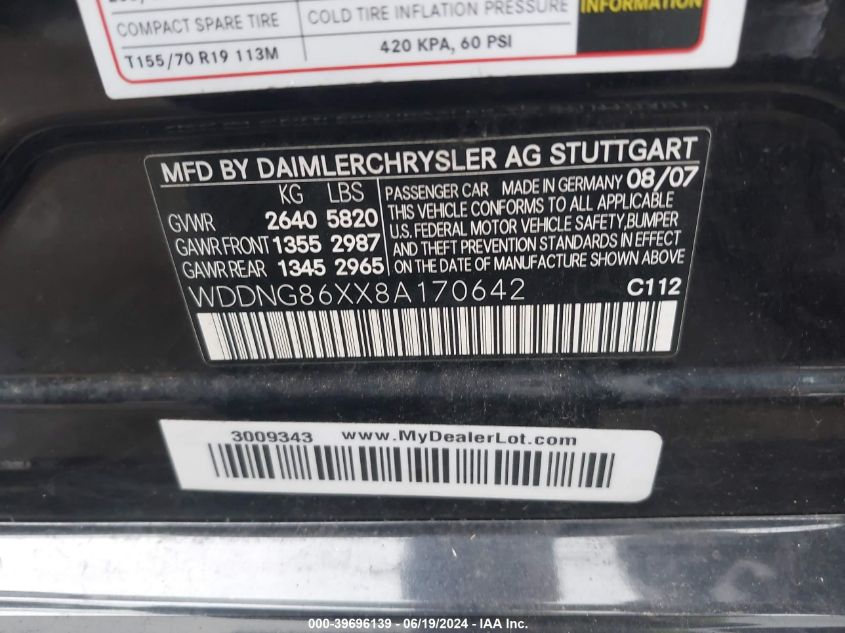 COMPACT SPARE TIRE
COLD TIRE INFLATION PRESSURE
INFORMATION
T155/70 R19 113M
420 KPA, 60 PSI
MFD BY DAIMLERCHRYSLER AG STUTTGART
KG LBS
GVWR 2640 5820
GAWR FRONT 1355 2987
GAWR REAR 1345 2965
PASSENGER CAR MADE IN GERMANY 08/07
THIS VEHICLE CONFORMS TO ALL APPLICABLE
U.S. FEDERAL MOTOR VEHICLE SAFETY,BUMPER
AND THEFT PREVENTION STANDARDS IN EFFECT
ON THE DATE OF MANUFACTURE SHOWN ABOVE
WDDNG86XX8A170642
C112
3009343 www.MyDealerLot.com
000-39696139 - 06/19/2024 - © IAA, Inc.